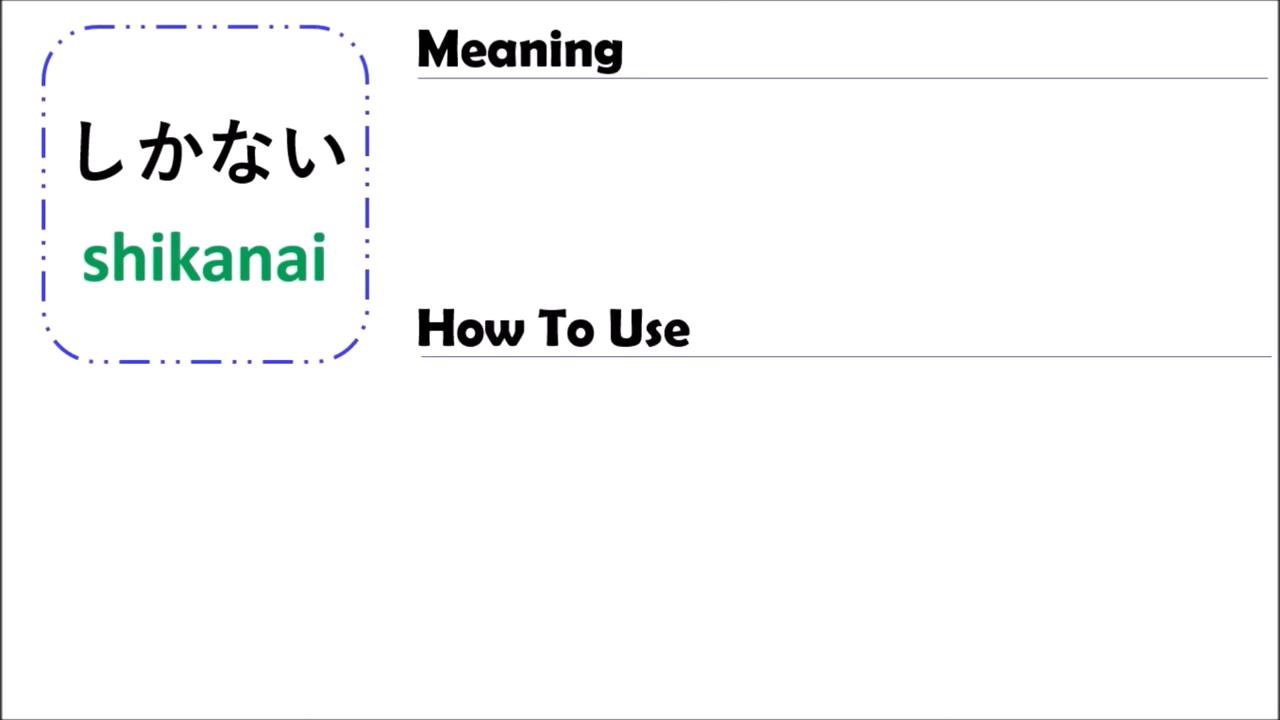 しかない
shikanai
Meaning
How To Use